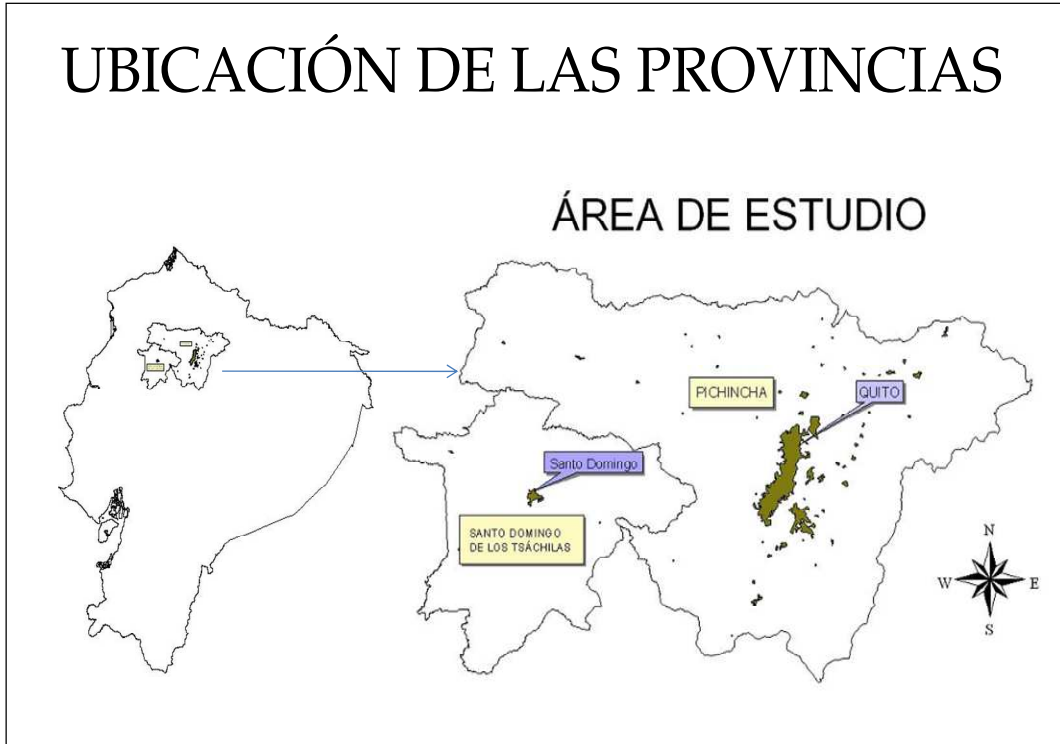 UBICACIÓN DE LAS PROVINCIAS
ÁREA DE ESTUDIO
PICHINCHA
QUITO
Santo Domingo
SANTO DOMINGO
DE LOS TSÁCHILAS
N
W
E
S